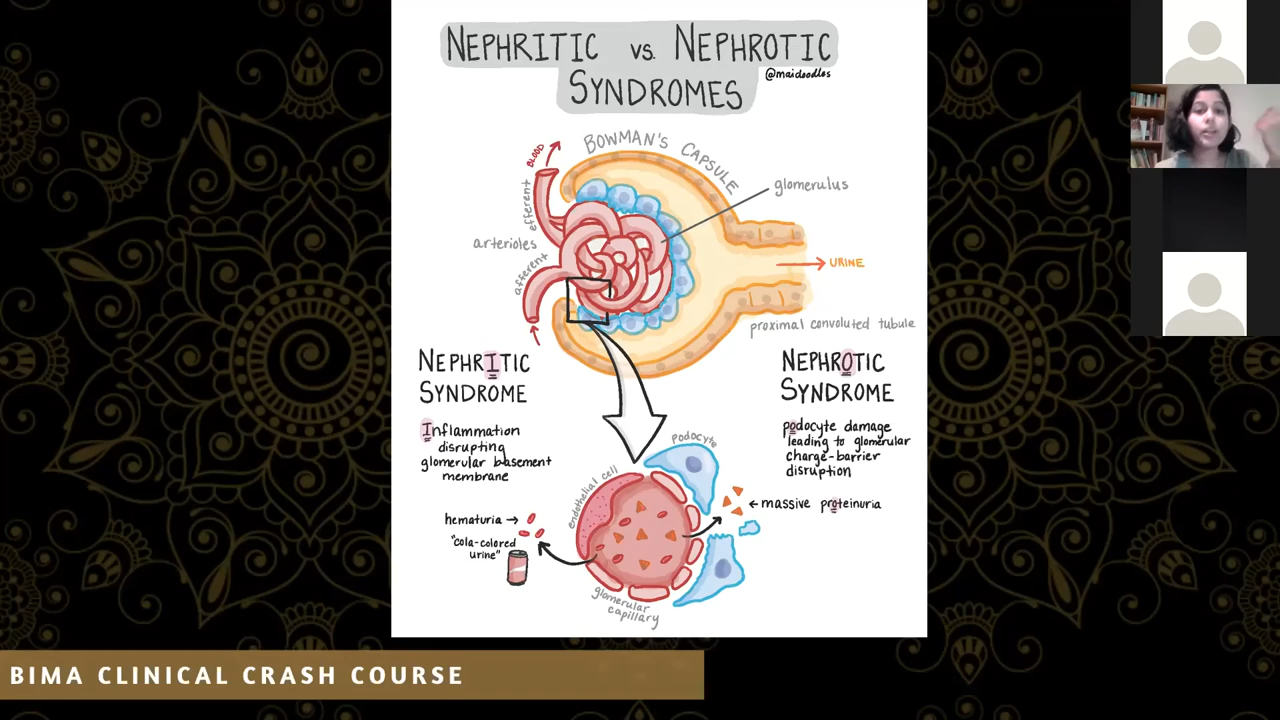 NEPHRITIC vs. NEPHROTIC
SYNDROMES
@maidoodles
BOWMAN'S CAPSULE
BLOOD
efferent
arterioles
afferent
glomerulus
URINE
proximal convoluted tubule
NEPHRITIC
SYNDROME
Inflammation
disrupting
glomerular basement
membrane
hematuria
"cola-colored
urine"
NEPHROTIC
SYNDROME
podocyte damage
leading to glomerular
charge-barrier
disruption
massive proteinuria
podocyte
endothelial cell
glomerular
capillary
BIMA CLINICAL CRASH COURSE